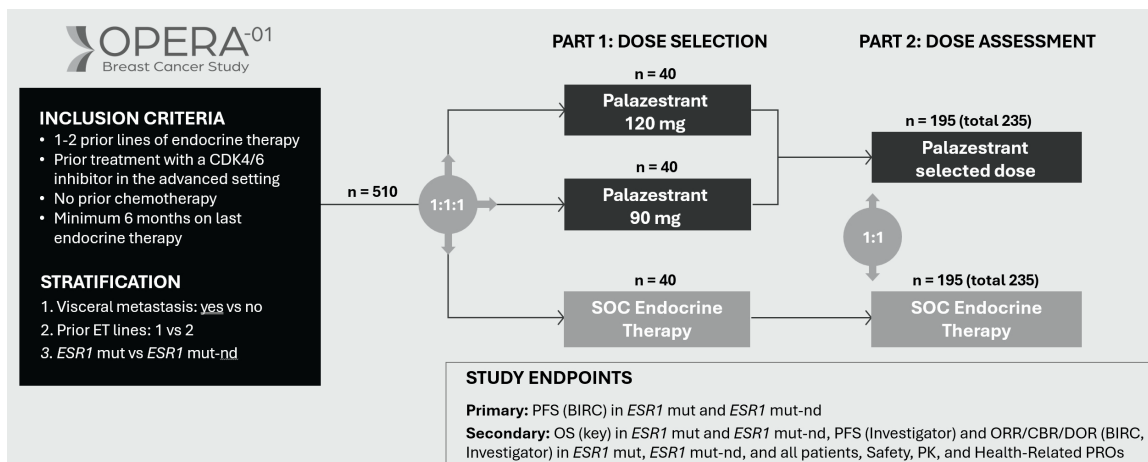 OPERA-01
Breast Cancer Study
INCLUSION CRITERIA
• 1-2 prior lines of endocrine therapy
• Prior treatment with a CDK4/6
inhibitor in the advanced setting
• No prior chemotherapy
• Minimum 6 months on last
endocrine therapy
STRATIFICATION
1. Visceral metastasis: yes vs no
2. Prior ET lines: 1 vs 2
3. ESR1 mut vs ESR1 mut-nd
n = 510
1:1:1
PART 1: DOSE SELECTION
n = 40
Palazestrant
120 mg
n = 40
Palazestrant
90 mg
n = 40
SOC Endocrine
Therapy
PART 2: DOSE ASSESSMENT
n = 195 (total 235)
Palazestrant
selected dose
1:1
n = 195 (total 235)
SOC Endocrine
Therapy
STUDY ENDPOINTS
Primary: PFS (BIRC) in ESR1 mut and ESR1 mut-nd
Secondary: OS (key) in ESR1 mut and ESR1 mut-nd, PFS (Investigator) and ORR/CBR/DOR (BIRC,
Investigator) in ESR1 mut, ESR1 mut-nd, and all patients, Safety, PK, and Health-Related PROs